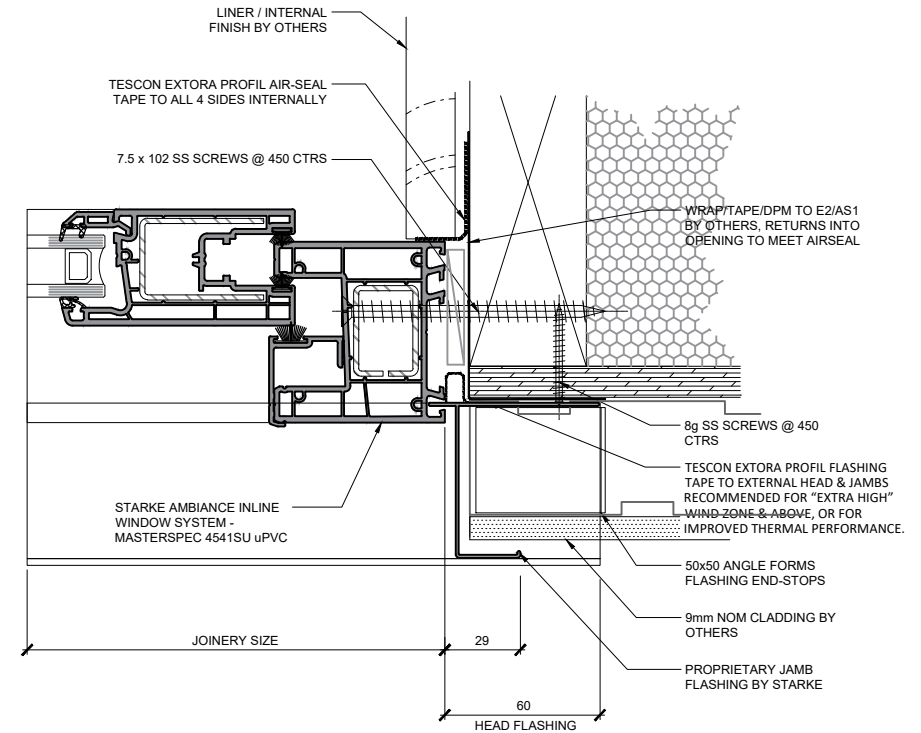 LINER / INTERNAL
FINISH BY OTHERS
TESCON EXTORA PROFIL AIR-SEAL
TAPE TO ALL 4 SIDES INTERNALLY
7.5 x 102 SS SCREWS @ 450 CTRS
WRAP/TAPE/DPM TO E2/AS1
BY OTHERS, RETURNS INTO
OPENING TO MEET AIRSEAL
8g SS SCREWS @ 450
CTRS
TESCON EXTORA PROFIL FLASHING
TAPE TO EXTERNAL HEAD & JAMBS
RECOMMENDED FOR “EXTRA HIGH”
WIND ZONE & ABOVE, OR FOR
IMPROVED THERMAL PERFORMANCE.
STARKE AMBIANCE INLINE
WINDOW SYSTEM -
MASTERSPEC 4541SU uPVC
50x50 ANGLE FORMS
FLASHING END-STOPS
9mm NOM CLADDING BY
OTHERS
JOINERY SIZE
29
PROPRIETARY JAMB
FLASHING BY STARKE
60
HEAD FLASHING